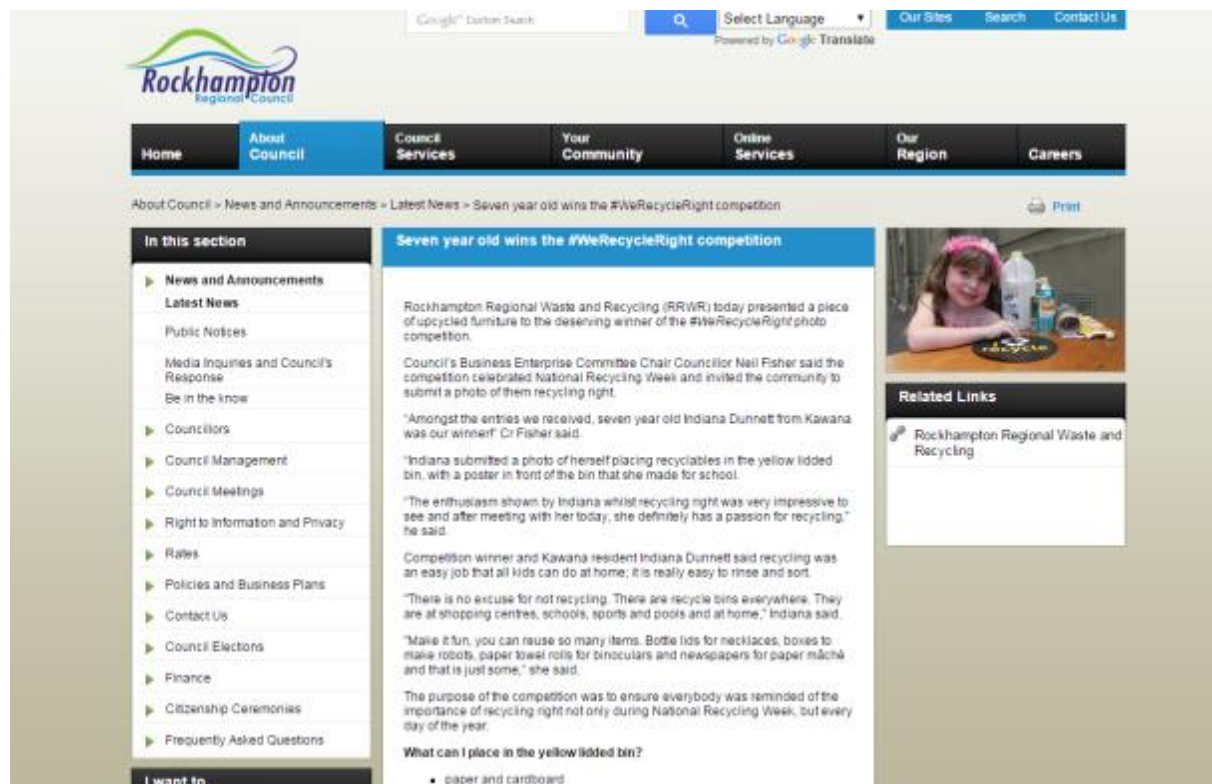 Google™ Custom Search
Select Language
Our Sites
Search
Contact Us
Powered by Google Translate
Rockhampton
Regional Council
Home
About
Council
Council
Services
Your
Community
Online
Services
Our
Region
Careers
About Council » News and Announcements » Latest News » Seven year old wins the #WeRecycleRight competition
Print
In this section
News and Announcements
Latest News
Public Notices
Media Inquiries and Council's
Response
Be in the know
Councillors
Council Management
Council Meetings
Right to Information and Privacy
Rates
Policies and Business Plans
Contact Us
Council Elections
Finance
Citizenship Ceremonies
Frequently Asked Questions
I want to...
Seven year old wins the #WeRecycleRight competition
Rockhampton Regional Waste and Recycling (RRWR) today presented a piece
of upcycled furniture to the deserving winner of the #WeRecycleRight photo
competition.
Council's Business Enterprise Committee Chair Councillor Neil Fisher said the
competition celebrated National Recycling Week and invited the community to
submit a photo of them recycling right.
"Amongst the entries we received, seven year old Indiana Dunnett from Kawana
was our winner!" Cr Fisher said.
"Indiana submitted a photo of herself placing recyclables in the yellow lidded
bin, with a poster in front of the bin that she made for school.
"The enthusiasm shown by Indiana whilst recycling right was very impressive to
see and after meeting with her today, she definitely has a passion for recycling,"
he said.
Competition winner and Kawana resident Indiana Dunnett said recycling was
an easy job that all kids can do at home; it is really easy to rinse and sort.
"There is no excuse for not recycling. There are recycle bins everywhere. They
are at shopping centres, schools, sports and pools and at home," Indiana said.
"Make it fun, you can reuse so many items. Bottle lids for necklaces, boxes to
make robots, paper towel rolls for binoculars and newspapers for paper mâché
and that is just some," she said.
The purpose of the competition was to ensure everybody was reminded of the
importance of recycling right not only during National Recycling Week, but every
day of the year.
What can I place in the yellow lidded bin?
• paper and cardboard
recycle
Related Links
Rockhampton Regional Waste and
Recycling